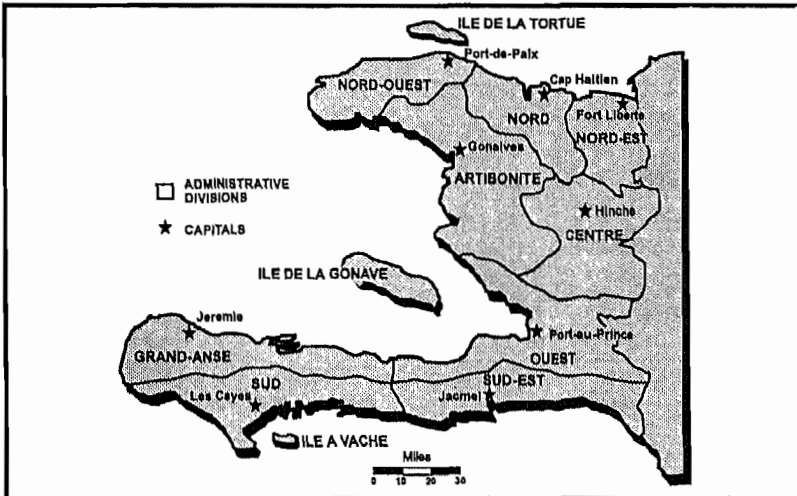 ILE DE LA TORTUE
Port-de-Paix
Cap Haitien
NORD-OUEST
NORD
Fort Liberte
NORD-EST
Gonaives
ARTIBONITE
ADMINISTRATIVE
DIVISIONS
CAPITALS
Hinche
CENTRE
ILE DE LA GONAVE
Jeremie
Port-au-Prince
GRAND-ANSE
OUEST
SUD
SUD-EST
Les Cayes
Jacmel
ILE A VACHE
Miles
0 10 20 30